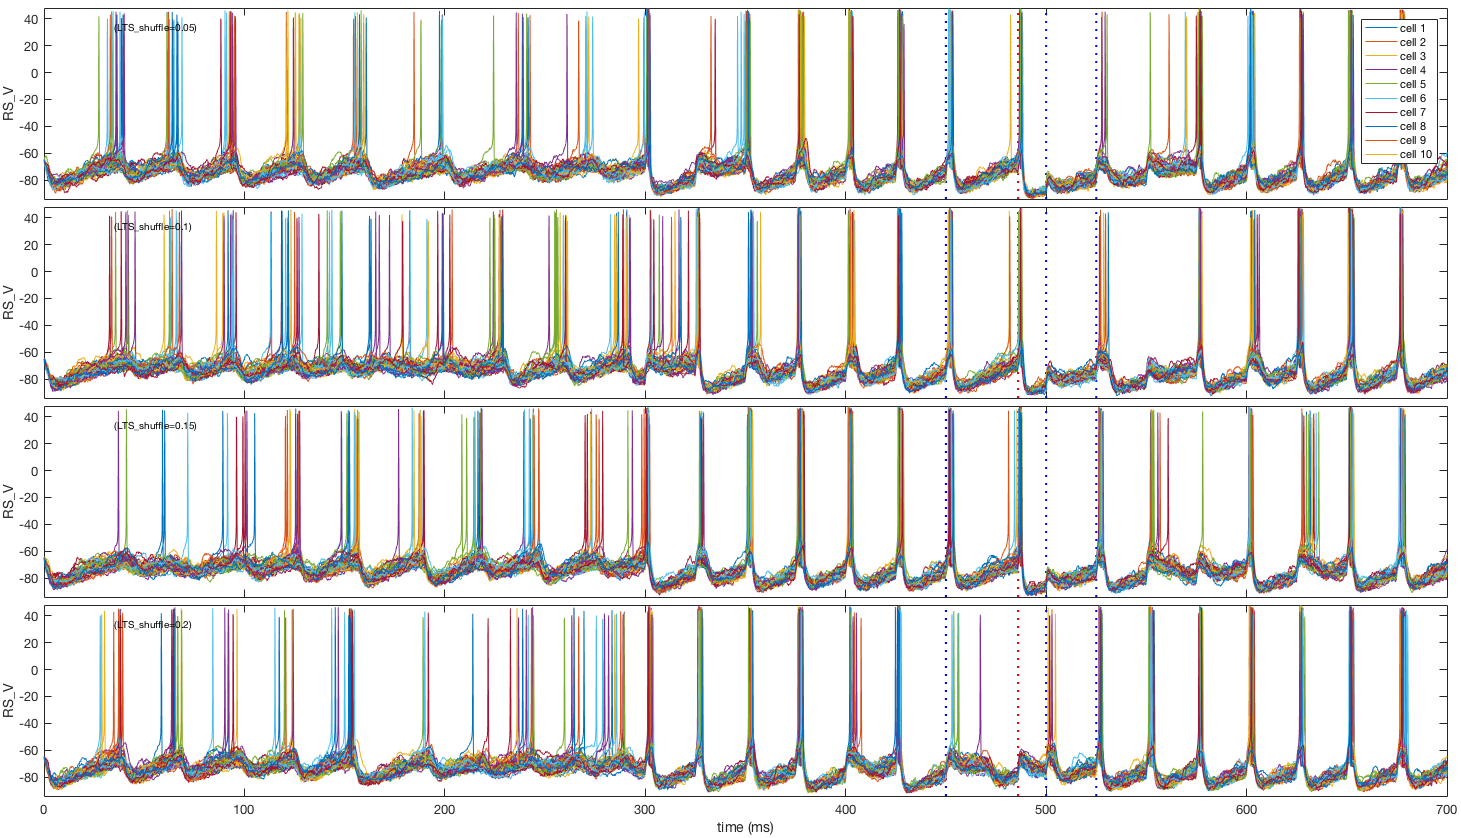 40
20
0
-20
-40
-60
-80
RS_V
(LTS_shuffle=0.05)
cell 1
cell 2
cell 3
cell 4
cell 5
cell 6
cell 7
cell 8
cell 9
cell 10
40
20
0
-20
-40
-60
-80
RS_V
(LTS_shuffle=0.1)
40
20
0
-20
-40
-60
-80
RS_V
(LTS_shuffle=0.15)
40
20
0
-20
-40
-60
-80
RS_V
(LTS_shuffle=0.2)
0 100 200 300 400 500 600 700
time (ms)